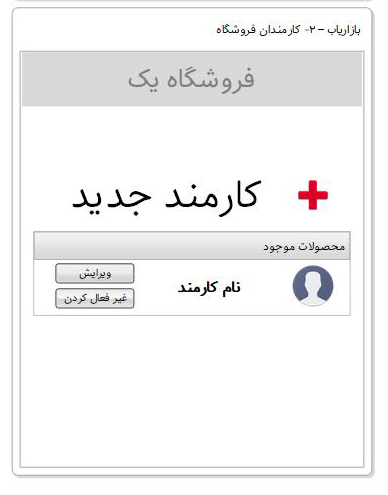 بازاریاب – ۲- کارمندان فروشگاه
فروشگاه یک
کارمند جدید
محصولات موجود
نام کارمند
ویرایش
غیر فعال کردن